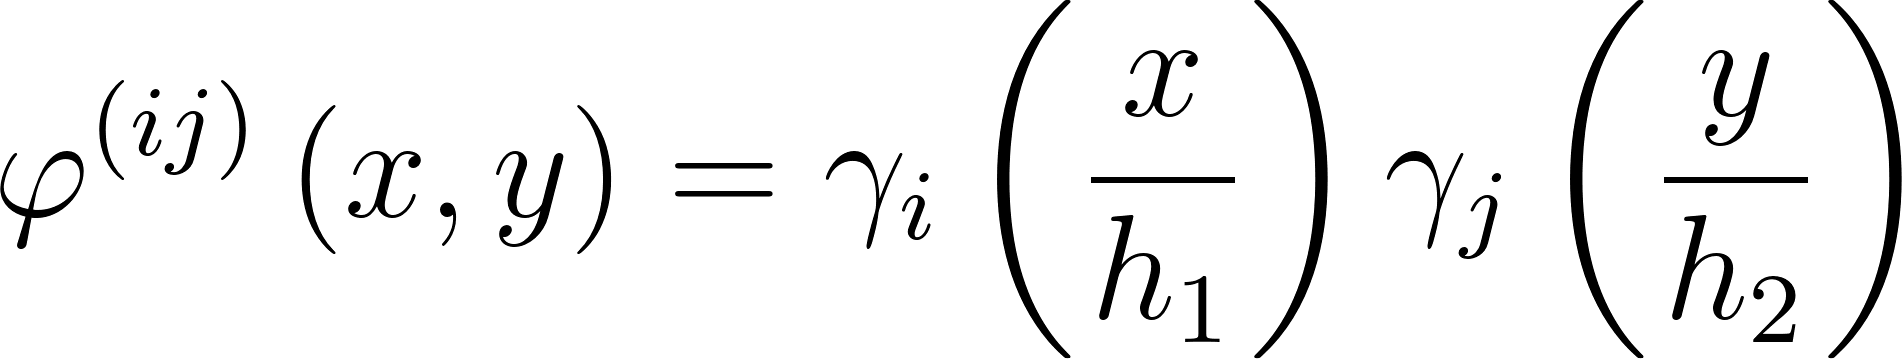 φ^{(ij)} (x, y) = γ_i (x/h_1) γ_j (y/h_2)